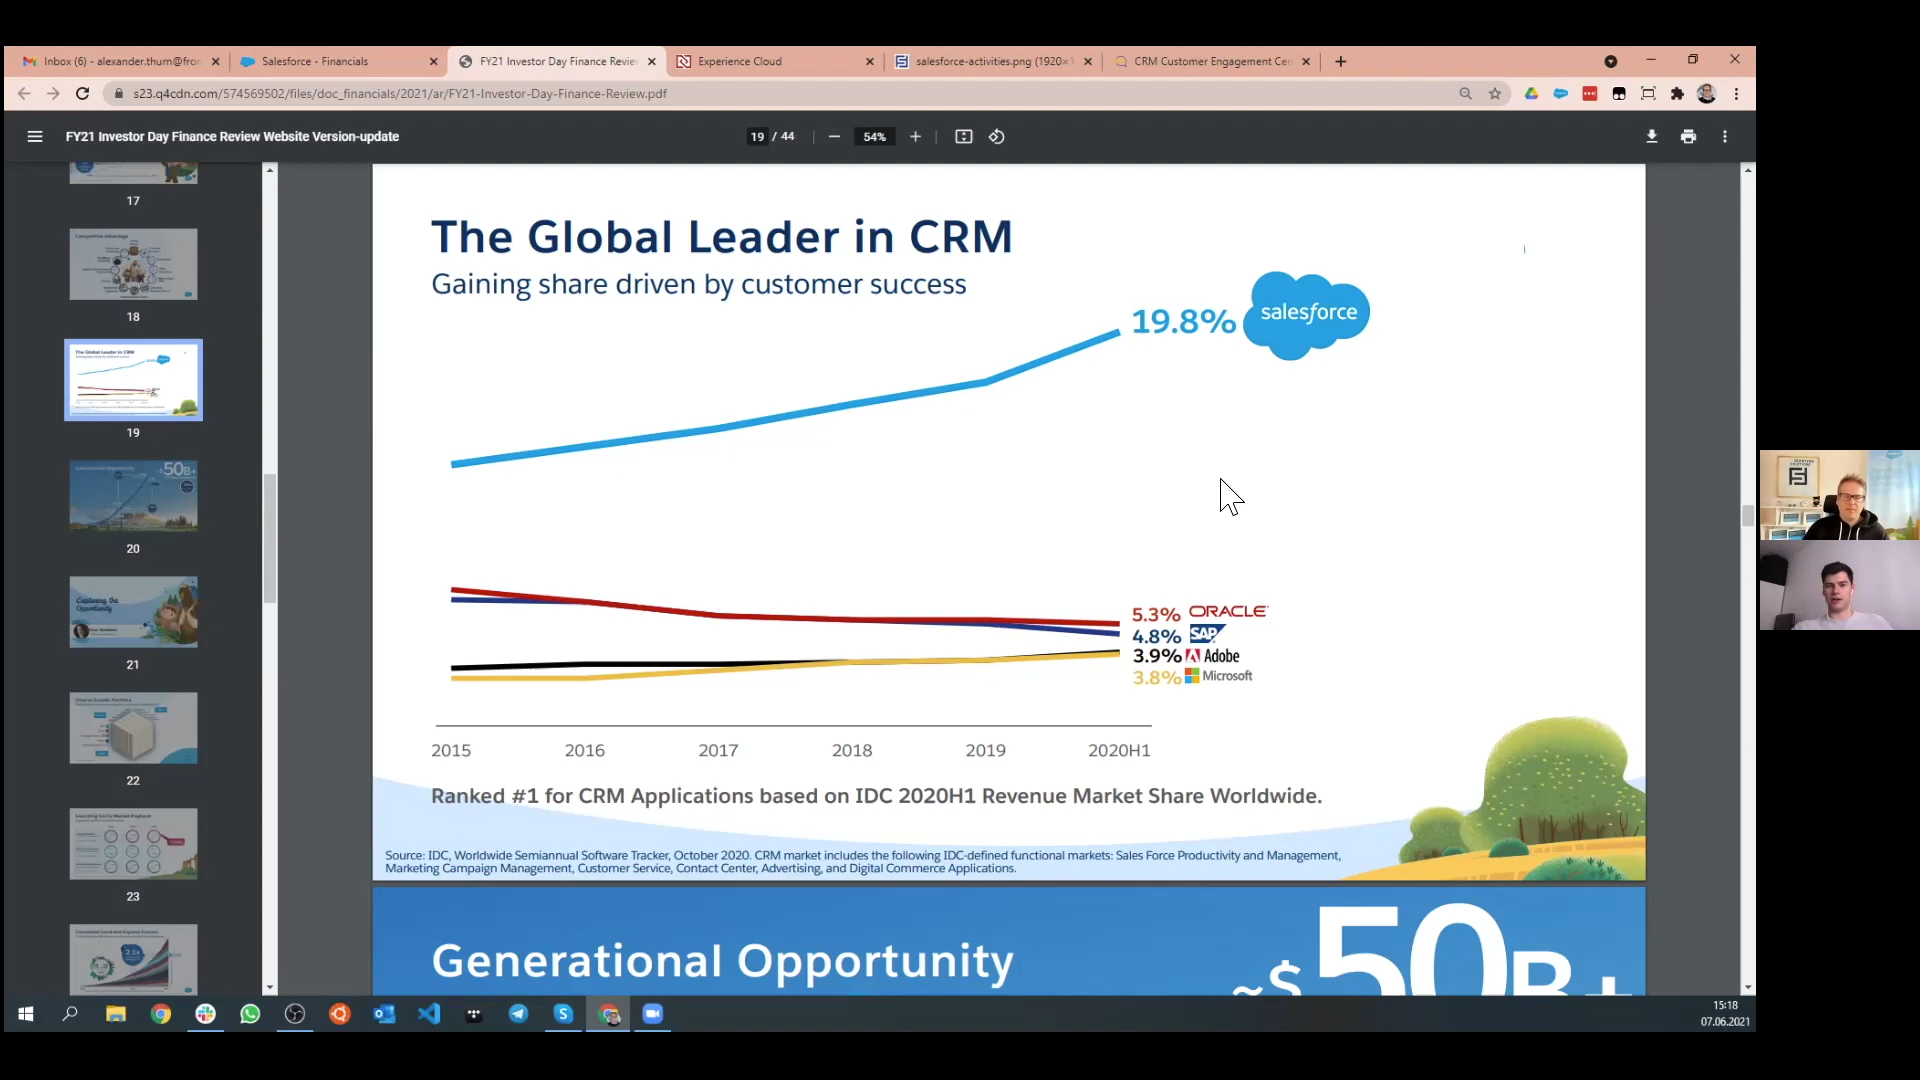 Inbox (6) - alexander.thurn@fron
Salesforce - Financials
FY21 Investor Day Finance Revie
Experience Cloud
salesforce-activities.png (1920×1
CRM Customer Engagement Cen
s23.q4cdn.com/574569502/files/doc_financials/2021/ar/FY21-Investor-Day-Finance-Review.pdf
FY21 Investor Day Finance Review Website Version-update
19 / 44
54%
17
18
19
20
21
22
23
The Global Leader in CRM
Gaining share driven by customer success
19.8% salesforce
5.3% ORACLE
4.8% SAP
3.9% Adobe
3.8% Microsoft
2015 2016 2017 2018 2019 2020H1
Ranked #1 for CRM Applications based on IDC 2020H1 Revenue Market Share Worldwide.
Source: IDC, Worldwide Semiannual Software Tracker, October 2020. CRM market includes the following IDC-defined functional markets: Sales Force Productivity and Management,
Marketing Campaign Management, Customer Service, Contact Center, Advertising, and Digital Commerce Applications.
Generational Opportunity
~$50B+
15:18
07.06.2021